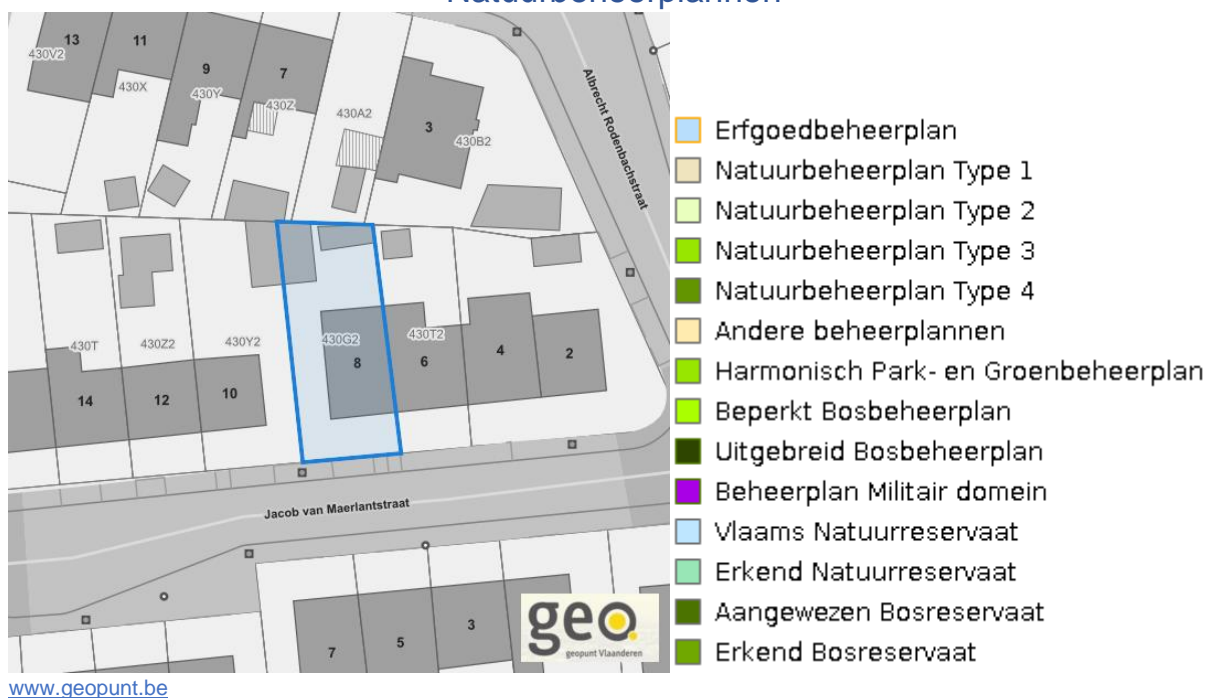 Natuurbeheerplannen
13
11
9
7
3
430V2
430X
430Y
430Z
430A2
430B2
Albrecht Rodenbachstraat
430T
430Z2
430Y2
430G2
430T2
14
12
10
8
6
4
2
Jacob van Maerlantstraat
7
5
3
geo
geopunt Vlaanderen
Erfgoedbeheerplan
Natuurbeheerplan Type 1
Natuurbeheerplan Type 2
Natuurbeheerplan Type 3
Natuurbeheerplan Type 4
Andere beheerplannen
Harmonisch Park- en Groenbeheerplan
Beperkt Bosbeheerplan
Uitgebreid Bosbeheerplan
Beheerplan Militair domein
Vlaams Natuurreservaat
Erkend Natuurreservaat
Aangewezen Bosreservaat
Erkend Bosreservaat
www.geopunt.be